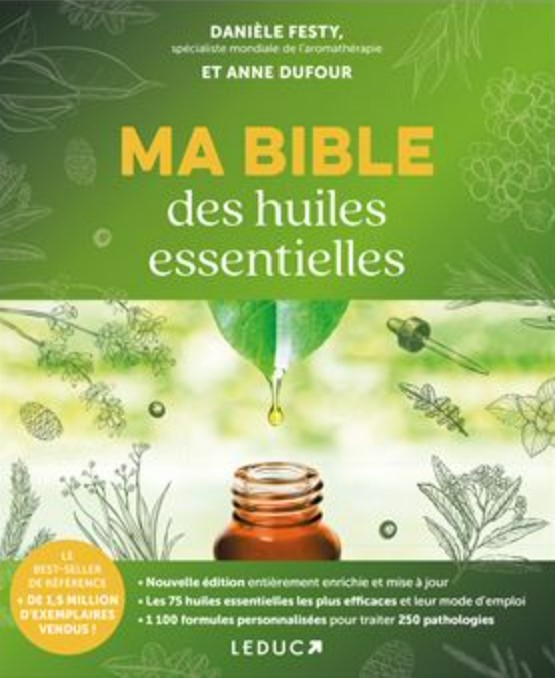 DANIÈLE FESTY,
spécialiste mondiale de l'aromathérapie
ET ANNE DUFOUR
MA BIBLE
des huiles
essentielles
LE
BEST-SELLER
DE RÉFÉRENCE
+ DE 1,5 MILLION
D'EXEMPLAIRES
VENDUS !
• Nouvelle édition entièrement enrichie et mise à jour
• Les 75 huiles essentielles les plus efficaces et leur mode d'emploi
• 1 100 formules personnalisées pour traiter 250 pathologies
LEDUC